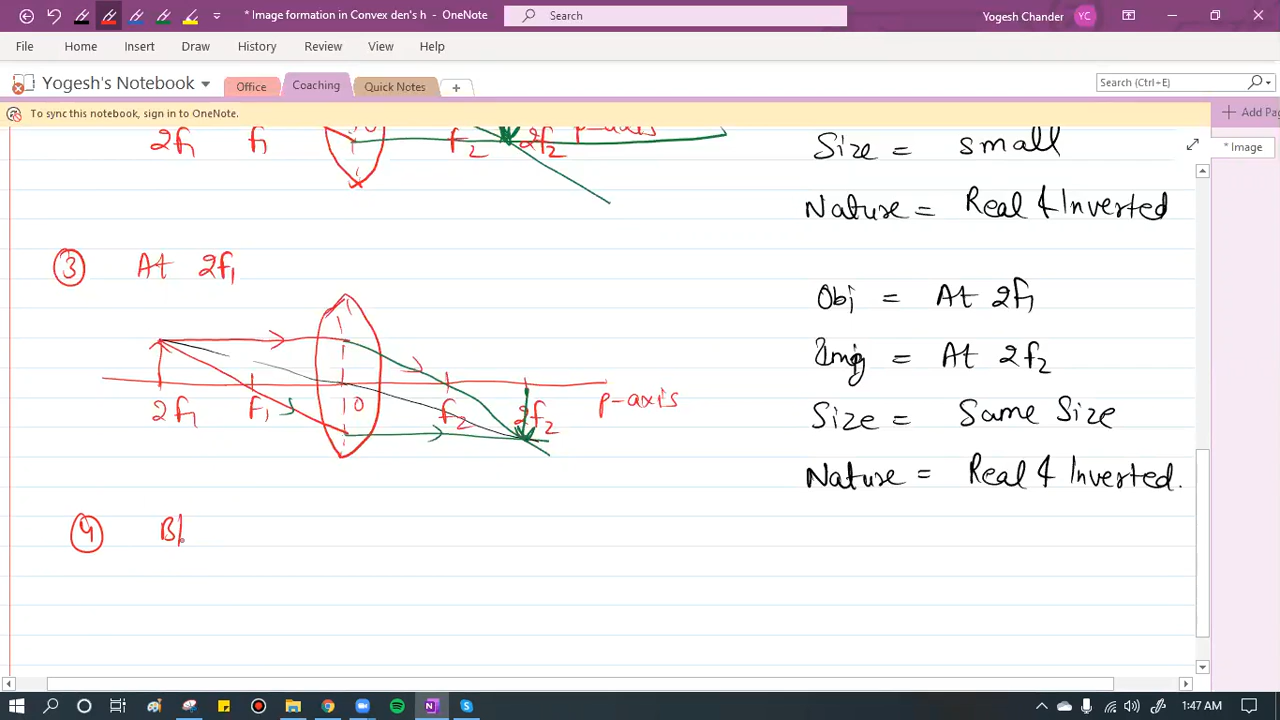 * Image formation in Convex den's h - OneNote
Search
Yogesh Chander
YC
File Home Insert Draw History Review View Help
Yogesh's Notebook
Office
Coaching
Quick Notes
Search (Ctrl+E)
To sync this notebook, sign in to OneNote.
Add Pag
* Image
2f1 f1 f2 2f2 p-axis
Size = small
Nature = Real & Inverted
3 At 2f1
Obj = At 2f1
Img = At 2f2
Size = Same Size
Nature = Real & Inverted.
2f1 F1 O f2 2f2 p-axis
4 B/
1:47 AM